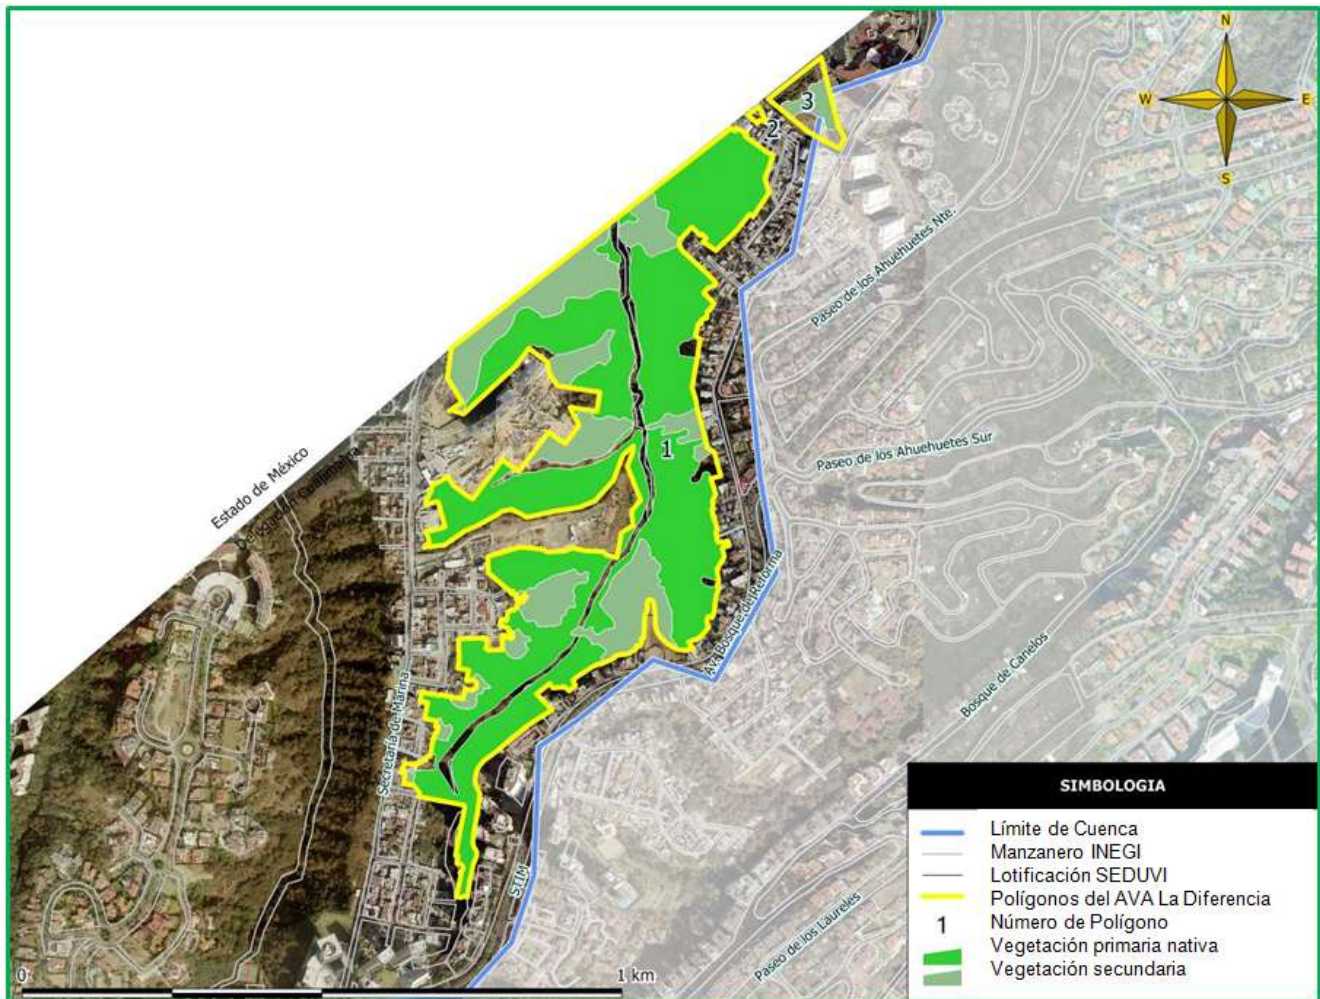 N
W
E
S
3
2
Paseo de los Ahuehuetes Nte.
1
Paseo de los Ahuehuetes Sur
Estado de México
Av. Bosque de Reforma
Bosque de Canelos
Secretaría de Marina
STIM
Paseo de los Laureles
0
1 km
SIMBOLOGIA
Límite de Cuenca
Manzanero INEGI
Lotificación SEDUVI
Polígonos del AVA La Diferencia
1 Número de Polígono
Vegetación primaria nativa
Vegetación secundaria